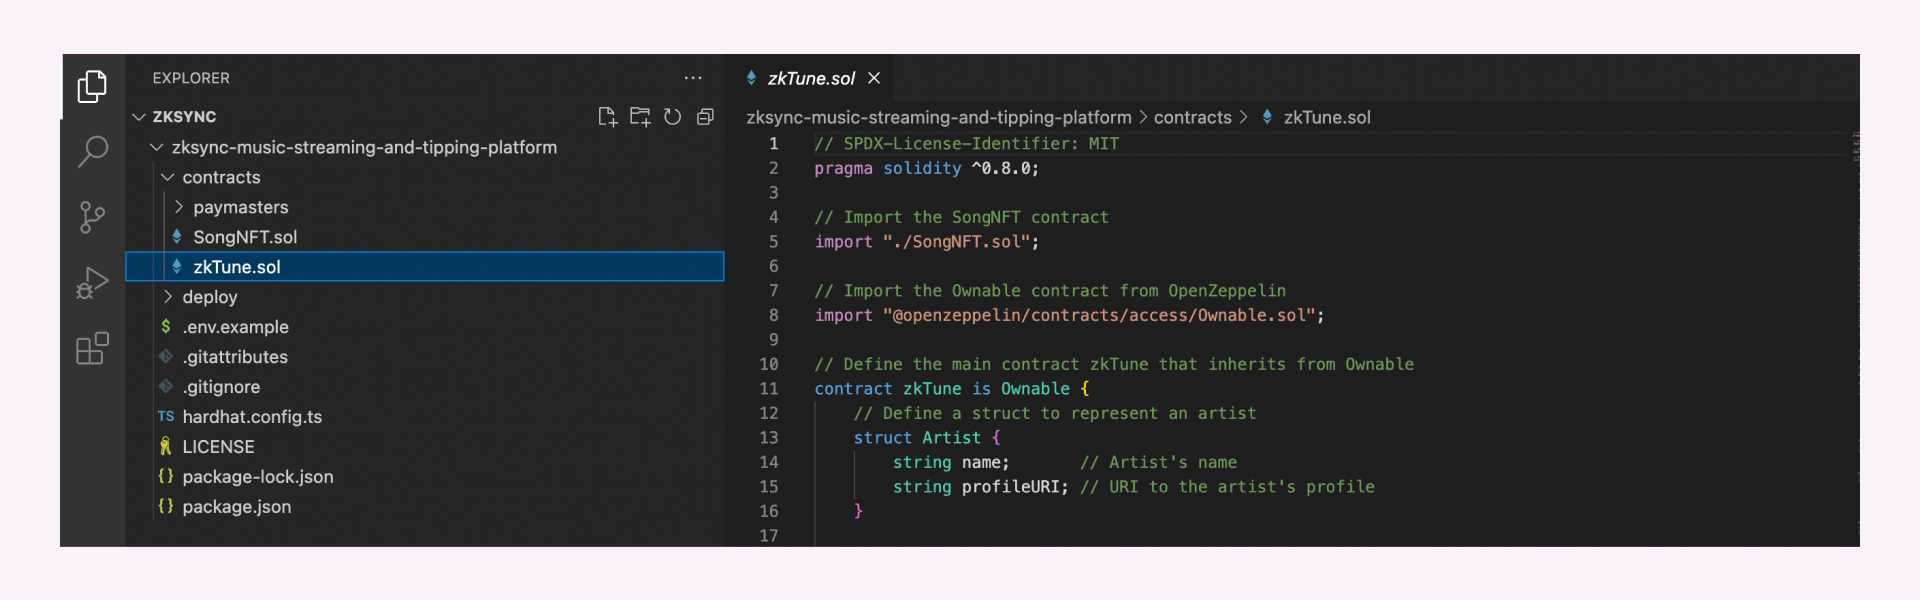 EXPLORER
ZKSYNC
zksync-music-streaming-and-tipping-platform
contracts
paymasters
SongNFT.sol
zkTune.sol
deploy
$ .env.example
.gitattributes
.gitignore
TS hardhat.config.ts
LICENSE
{} package-lock.json
{} package.json
zkTune.sol
zksync-music-streaming-and-tipping-platform > contracts > zkTune.sol
1 // SPDX-License-Identifier: MIT
2 pragma solidity ^0.8.0;
3
4 // Import the SongNFT contract
5 import "./SongNFT.sol";
6
7 // Import the Ownable contract from OpenZeppelin
8 import "@openzeppelin/contracts/access/Ownable.sol";
9
10 // Define the main contract zkTune that inherits from Ownable
11 contract zkTune is Ownable {
12 // Define a struct to represent an artist
13 struct Artist {
14 string name; // Artist's name
15 string profileURI; // URI to the artist's profile
16 }
17